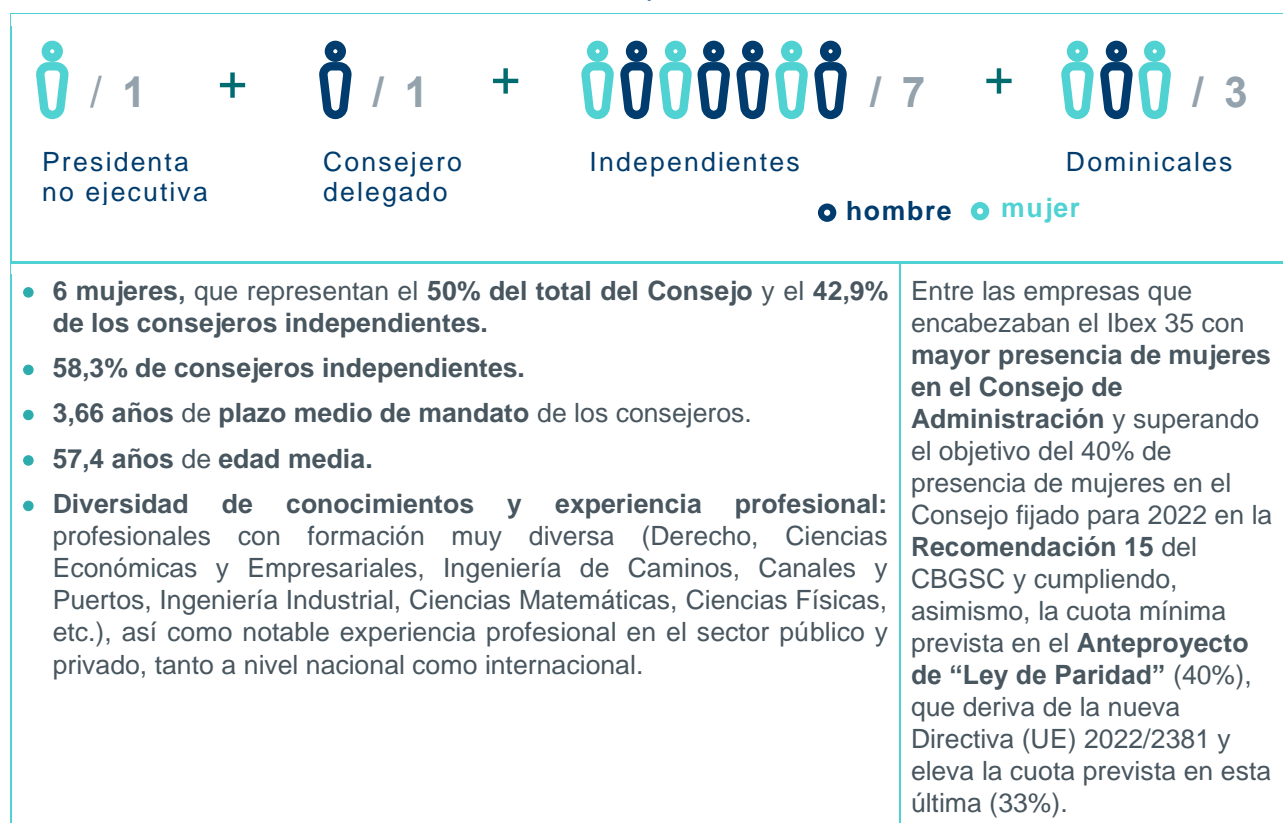 / 1 + / 1 + / 7 + / 3
Presidenta
no ejecutiva
Consejero
delegado
Independientes
Dominicales
hombre mujer
• 6 mujeres, que representan el 50% del total del Consejo y el 42,9%
de los consejeros independientes.
• 58,3% de consejeros independientes.
• 3,66 años de plazo medio de mandato de los consejeros.
• 57,4 años de edad media.
• Diversidad de conocimientos y experiencia profesional:
profesionales con formación muy diversa (Derecho, Ciencias
Económicas y Empresariales, Ingeniería de Caminos, Canales y
Puertos, Ingeniería Industrial, Ciencias Matemáticas, Ciencias Físicas,
etc.), así como notable experiencia profesional en el sector público y
privado, tanto a nivel nacional como internacional.
Entre las empresas que
encabezaban el Ibex 35 con
mayor presencia de mujeres
en el Consejo de
Administración y superando
el objetivo del 40% de
presencia de mujeres en el
Consejo fijado para 2022 en la
Recomendación 15 del
CBGSC y cumpliendo,
asimismo, la cuota mínima
prevista en el Anteproyecto
de “Ley de Paridad” (40%),
que deriva de la nueva
Directiva (UE) 2022/2381 y
eleva la cuota prevista en esta
última (33%).